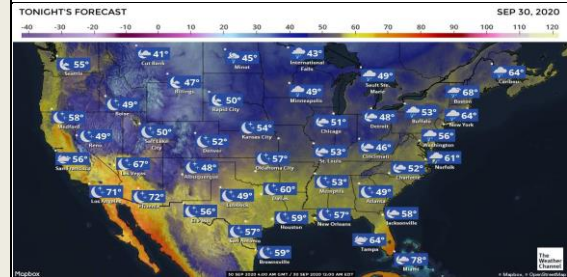 TONIGHT'S FORECAST
SEP 30, 2020
-40 -30 -20 -10 0 10 20 30 40 50 60 70 80 90 100 110 120
55°
Seattle
41°
Cut Bank
45°
Minot
43°
International
Falls
64°
Caribou
47°
Billings
49°
Minneapolis
49°
Sault Ste.
Marie
68°
Boston
58°
Medford
49°
Boise
50°
Rapid City
51°
Chicago
48°
Detroit
53°
Buffalo
64°
New York
49°
Reno
50°
Salt Lake
City
52°
Denver
54°
Kansas City
53°
St. Louis
46°
Cincinnati
56°
Washington
56°
San Francisco
67°
Las Vegas
48°
Albuquerque
57°
Oklahoma City
53°
Memphis
52°
Charlotte
61°
Norfolk
71°
Los Angeles
72°
Phoenix
49°
Lubbock
60°
Dallas
49°
Atlanta
56°
El Paso
59°
Houston
57°
New Orleans
58°
Jacksonville
57°
San Antonio
59°
Brownsville
64°
Tampa
78°
Miami
The
Weather
Channel
Mapbox
© Mapbox, © OpenStreetMap